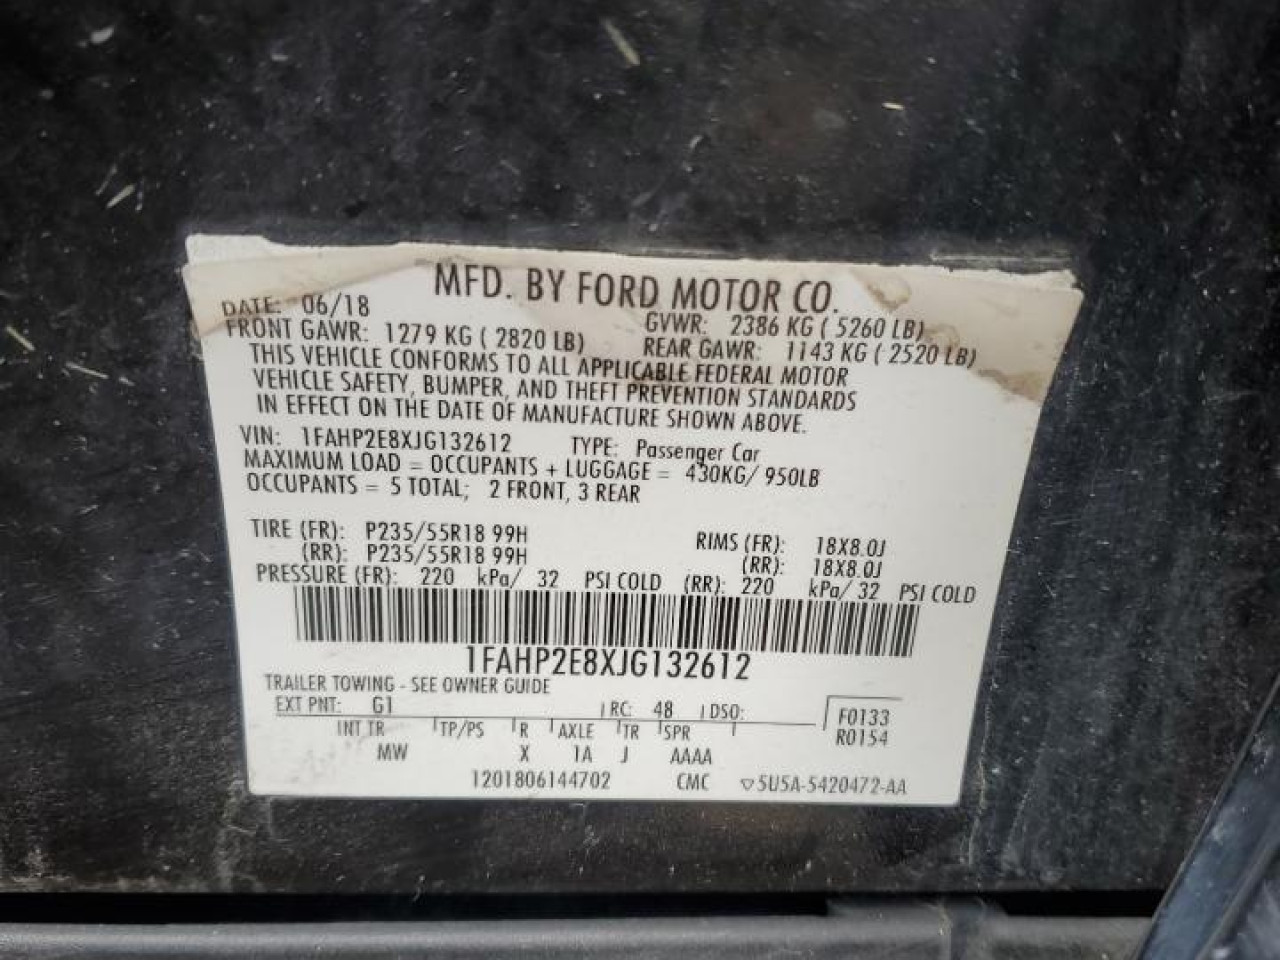 MFD. BY FORD MOTOR CO.
DATE: 06/18 GVWR: 2386 KG ( 5260 LB)
FRONT GAWR: 1279 KG ( 2820 LB) REAR GAWR: 1143 KG ( 2520 LB)
THIS VEHICLE CONFORMS TO ALL APPLICABLE FEDERAL MOTOR
VEHICLE SAFETY, BUMPER, AND THEFT PREVENTION STANDARDS
IN EFFECT ON THE DATE OF MANUFACTURE SHOWN ABOVE.
VIN: 1FAHP2E8XJG132612 TYPE: Passenger Car
MAXIMUM LOAD = OCCUPANTS + LUGGAGE = 430KG/ 950LB
OCCUPANTS = 5 TOTAL; 2 FRONT, 3 REAR
TIRE (FR): P235/55R18 99H RIMS (FR): 18X8.0J
(RR): P235/55R18 99H (RR): 18X8.0J
PRESSURE (FR): 220 kPa/ 32 PSI COLD (RR): 220 kPa/ 32 PSI COLD
1FAHP2E8XJG132612
TRAILER TOWING - SEE OWNER GUIDE
EXT PNT: G1 RC: 48 DSO: F0133
INT TR TP/PS R AXLE TR SPR R0154
MW X 1A J AAAA
1201806144702 CMC ▽5U5A-5420472-AA